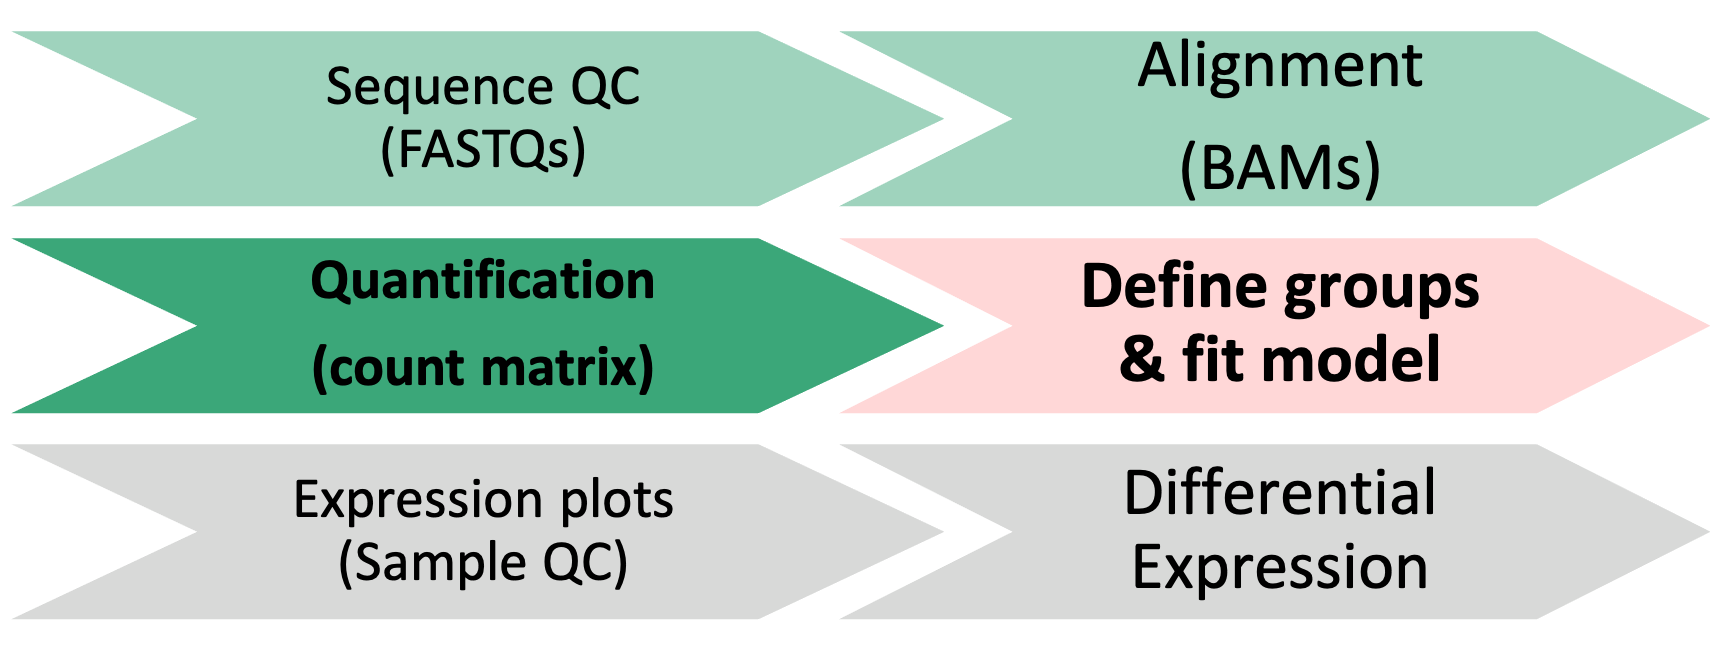 Sequence QC
(FASTQs)
Alignment
(BAMs)
Quantification
(count matrix)
Define groups
& fit model
Expression plots
(Sample QC)
Differential
Expression